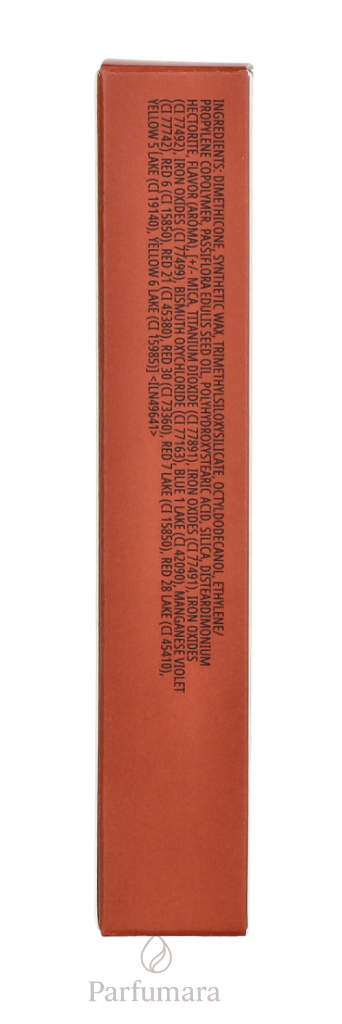 INGREDIENTS: DIMETHICONE, SYNTHETIC WAX, TRIMETHYLSILOXYSILICATE, OCTYLDODECANOL, ETHYLENE/
PROPYLENE COPOLYMER, PASSIFLORA EDULIS SEED OIL, POLYHYDROXYSTEARIC ACID, SILICA, DISTEARDIMONIUM
HECTORITE, FLAVOR (AROMA), [+/- MICA, TITANIUM DIOXIDE (CI 77891), IRON OXIDES (CI 77491), IRON OXIDES
(CI 77492), IRON OXIDES (CI 77499), BISMUTH OXYCHLORIDE (CI 77163), BLUE 1 LAKE (CI 42090), MANGANESE VIOLET
(CI 77742), RED 6 (CI 15850), RED 21 (CI 45380), RED 30 (CI 73360), RED 7 LAKE (CI 15850), RED 28 LAKE (CI 45410),
YELLOW 5 LAKE (CI 19140), YELLOW 6 LAKE (CI 15985)] <ILN49641>
Parfumara